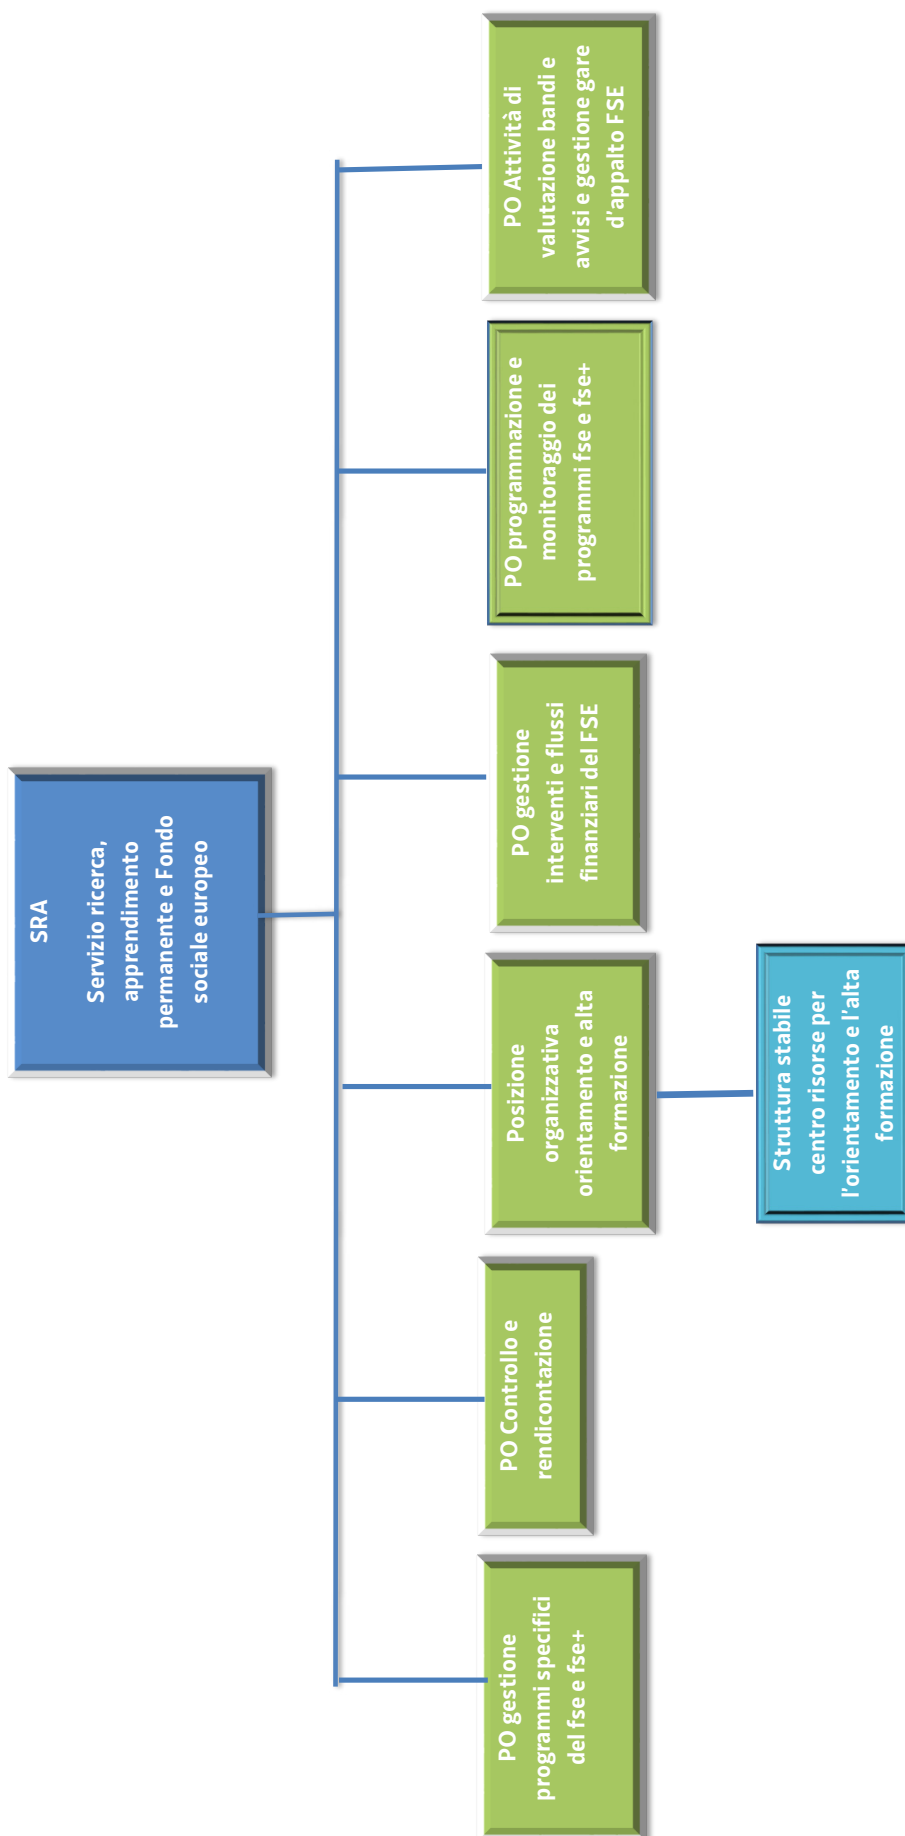 SRA
Servizio ricerca,
apprendimento
permanente e Fondo
sociale europeo
PO gestione
programmi specifici
del fse e fse+
PO Controllo e
rendicontazione
Posizione
organizzativa
orientamento e alta
formazione
PO gestione
interventi e flussi
finanziari del FSE
PO programmazione e
monitoraggio dei
programmi fse e fse+
PO Attività di
valutazione bandi e
avvisi e gestione gare
d'appalto FSE
Struttura stabile
centro risorse per
l'orientamento e l'alta
formazione